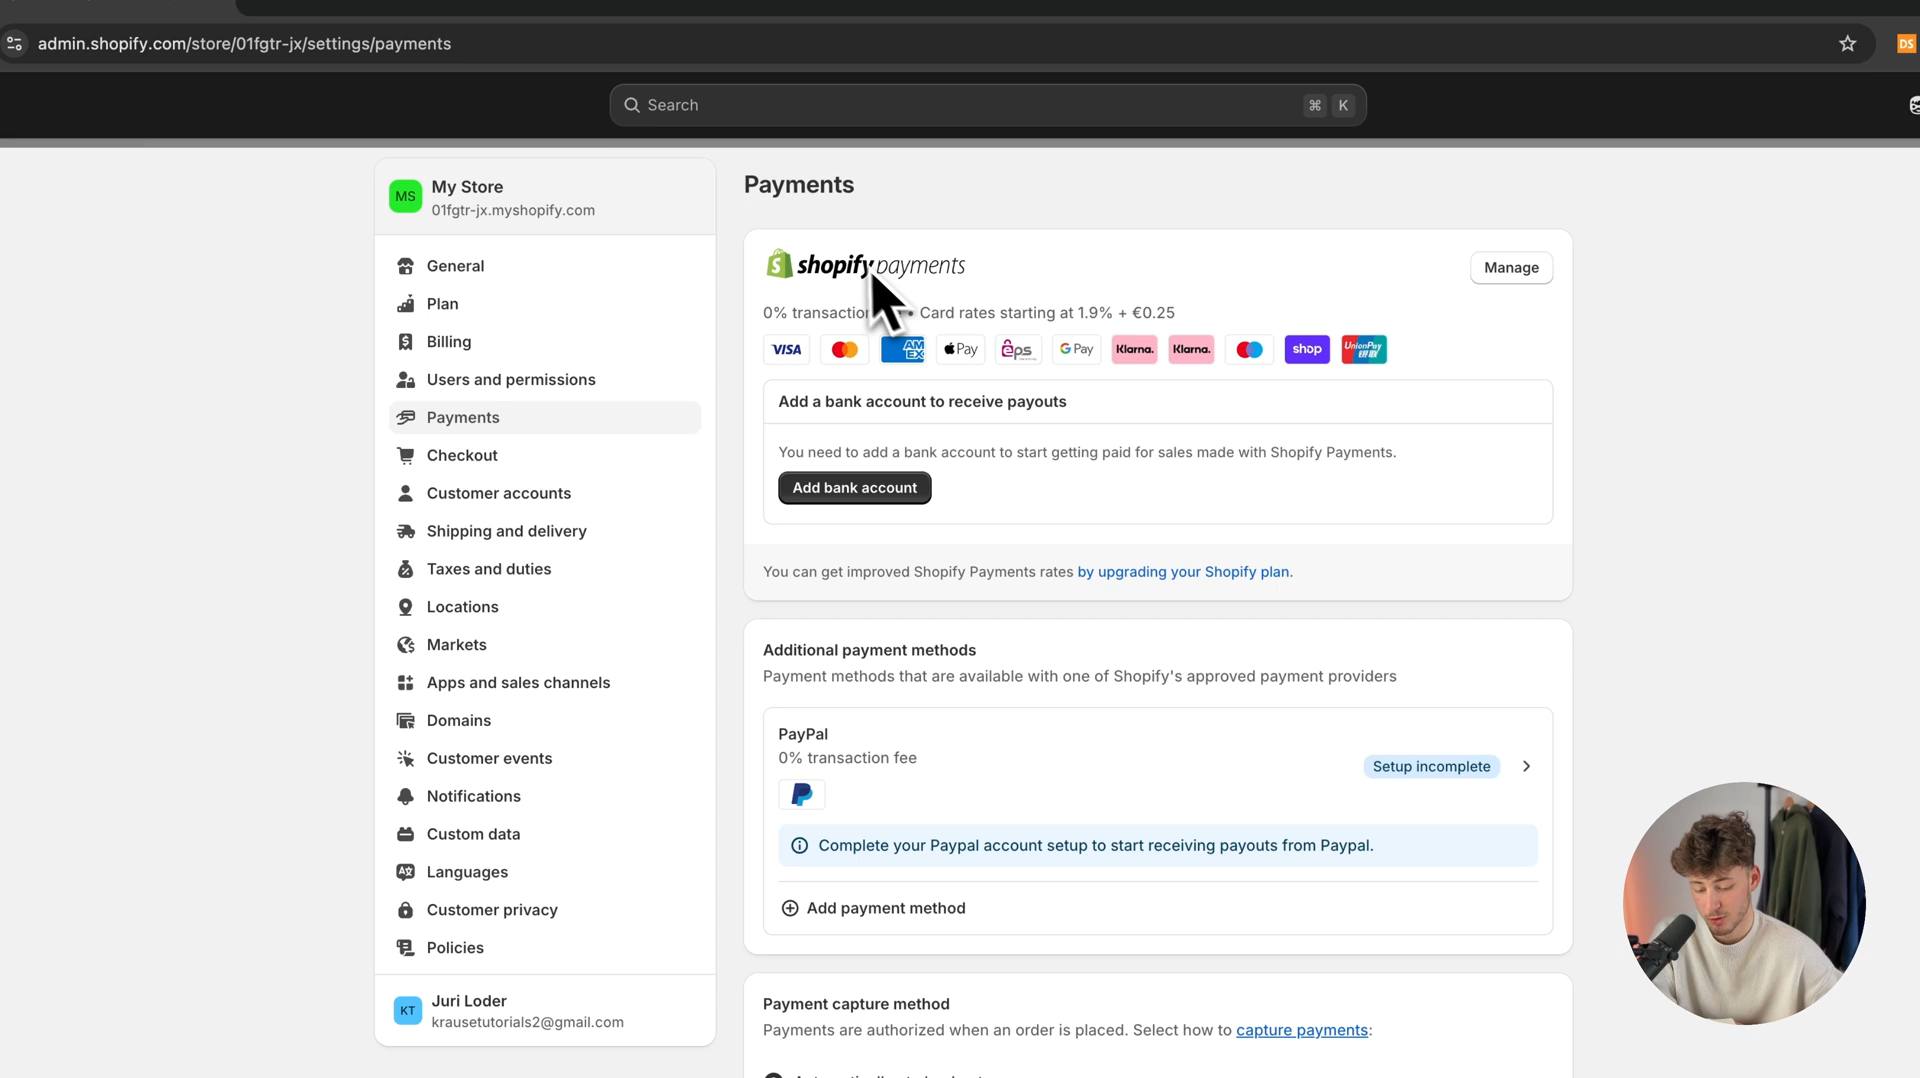 admin.shopify.com/store/01fgtr-jx/settings/payments
DS
Search
⌘ K
MS
My Store
01fgtr-jx.myshopify.com
General
Plan
Billing
Users and permissions
Payments
Checkout
Customer accounts
Shipping and delivery
Taxes and duties
Locations
Markets
Apps and sales channels
Domains
Customer events
Notifications
Custom data
Languages
Customer privacy
Policies
KT
Juri Loder
krausetutorials2@gmail.com
Payments
shopify payments
Manage
0% transaction • Card rates starting at 1.9% + €0.25
VISA AMEX Pay eps G Pay Klarna. Klarna. shop UnionPay 银联
Add a bank account to receive payouts
You need to add a bank account to start getting paid for sales made with Shopify Payments.
Add bank account
You can get improved Shopify Payments rates by upgrading your Shopify plan.
Additional payment methods
Payment methods that are available with one of Shopify's approved payment providers
PayPal
0% transaction fee
Setup incomplete
Complete your Paypal account setup to start receiving payouts from Paypal.
Add payment method
Payment capture method
Payments are authorized when an order is placed. Select how to capture payments: